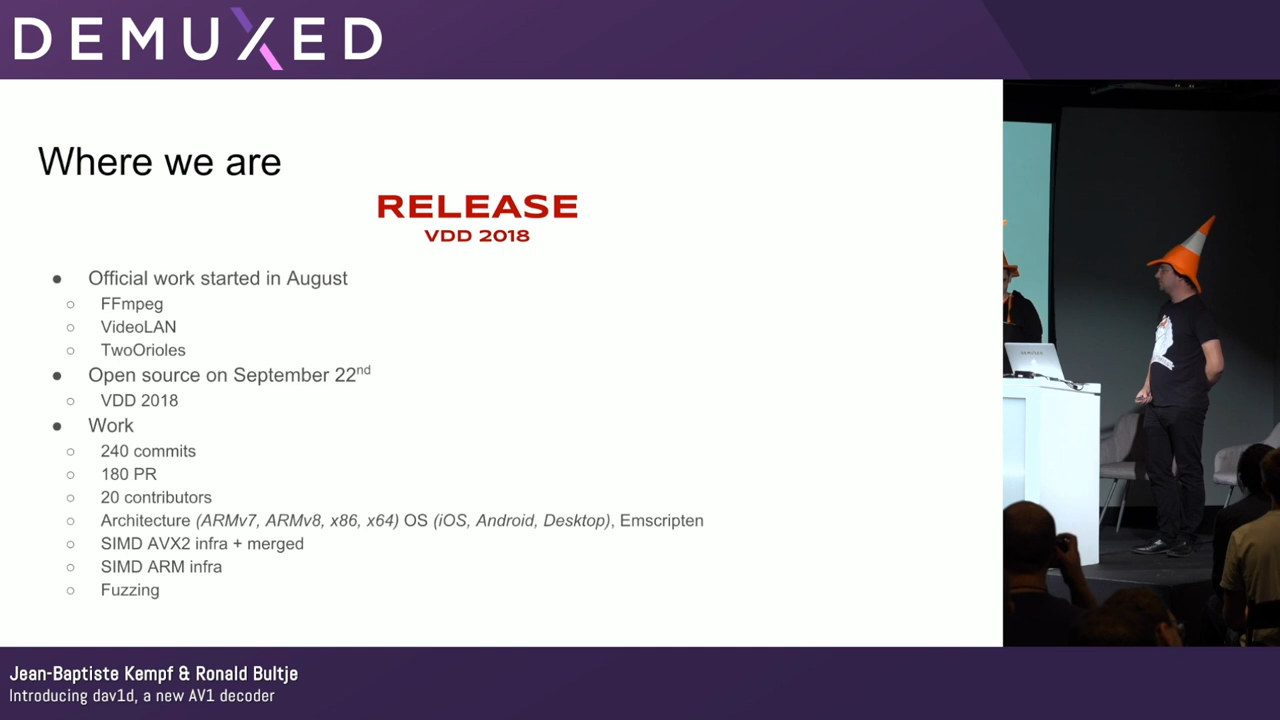 DEMUXED
Where we are
RELEASE
VDD 2018
● Official work started in August
○ FFmpeg
○ VideoLAN
○ TwoOrioles
● Open source on September 22nd
○ VDD 2018
● Work
○ 240 commits
○ 180 PR
○ 20 contributors
○ Architecture (ARMv7, ARMv8, x86, x64) OS (iOS, Android, Desktop), Emscripten
○ SIMD AVX2 infra + merged
○ SIMD ARM infra
○ Fuzzing
DEMUXED
Jean-Baptiste Kempf & Ronald Bultje
Introducing dav1d, a new AV1 decoder